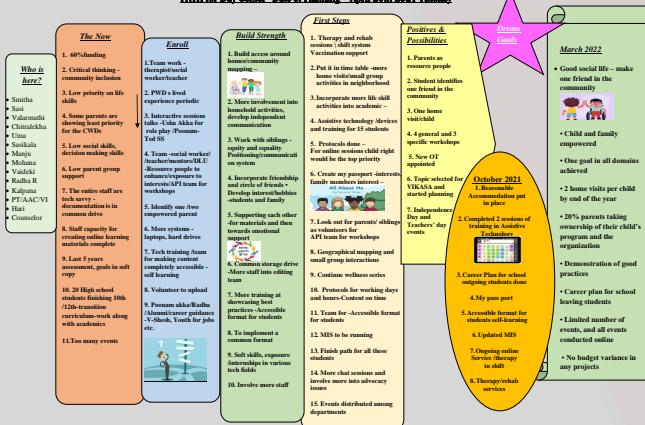 Who is
here?
Smitha
Sasi
Valarmathi
Chitralekha
Uma
Sasikala
Manju
Mohana
Vaideki
Radha R
Kalpana
PT/AAC/VI
Hari
Counselor
The Now
1. 60%funding
2. Critical thinking -
community inclusion
3. Low priority on life
skills
4. Some parents are
showing least priority
for the CWDs
5. Low social skills,
decision making skills
6. Low parent group
support
7. The entire staff are
tech savvy -
documentation is in
common drive
8. Staff capacity for
creating online learning
materials complete
9. Last 5 years
assessment, goals in soft
copy
10. 20 High school
students finishing 10th
/12th-transition
curriculum-work along
with academics
11.Too many events
Enroll
1.Team work -
therapist/social
worker/teacher
2. PWD s lived
experience periodic
3. Interactive sessions
talks -Usha Akka for
role play /Poonam-
Ted SS
4. Team -social worker/
/teacher/mentors/DLU
-Resource people to
enhance/exposure to
interests/API team for
workshops
5. Identify one /two
empowered parent
6. More systems -
laptops, hard drives
7. Tech training /team
for making content
completely accessible -
self learning
8. Volunteer to upload
9. Poonam akka/Radha
/Alumni/career guidance
-V-Shesh, Youth for jobs
etc.
Build Strength
1. Build access around
homes/community
mapping –
2. More involvement into
household activities,
develop independent
communication
3. Work with siblings -
equity and equality
Positioning/communicati
on session
4. Incorporate friendship
and circle of friends -
Develop interest/hobbies
-students and family
5. Supporting each other
-for materials and then
towards emotional
support
6. Common storage drive
-More staff into editing
team
7. More training at
showcasing best
practices -Accessible
format for students
8. To implement a
common format
9. Soft skills, exposure
/internships in various
tech fields
10. Involve more staff
First Steps
1. Therapy and rehab
sessions \ shift system
Vaccination support
2.Put it in time table -more
home visits/small group
activities in neighborhood
3.Incorporate more life skill
activities into academic –
4. Assistive technology /devices
and training for 15 students
5. Protocols done –
For online sessions child right
would be the top priority
6. Create my passport -interests,
family members interest –
All About Me
7. Look out for parents/ siblings
as volunteers for
API team for workshops
8. Geographical mapping and
small group interactions
9. Continue wellness series
10. Protocols for working days
and hours-Content on time
11. Team for -Accessible format
for students
12. MIS to be running
13. Finish path for all these
students
14. More chat sessions and
involve more into advocacy
issues
15. Events distributed among
departments
Positives &
Possibilities
1. Parents as
resource people
2. Student identifies
one friend in the
community
3. One home
visit/child
4. 4 general and 3
specific workshops
5. New OT
appointed
6. Topic selected for
VIKASA and
started planning
7. Independence
Day and
Teachers' day
events
October 2021
1.Reasonable
Accommodation put
in place
2. Completed 2 sessions of
training in Assistive
Technology
3.Career Plan for school
outgoing students done
4.My pass port
5.Accessible format for
students self-learning
6.Updated MIS
7.Ongoing online
Service /therapy
in shift
8. Therapy/rehab
services
Dream
Goals
March 2022
Good social life – make
one friend in the
community
• Child and family
empowered
• One goal in all domains
achieved
• 2 home visits per child
by end of the year
• 20% parents taking
ownership of their child's
program and the
organization
• Demonstration of good
practices
• Career plan for school
leaving students
• Limited number of
events, and all events
conducted online
• No budget variance in
any projects